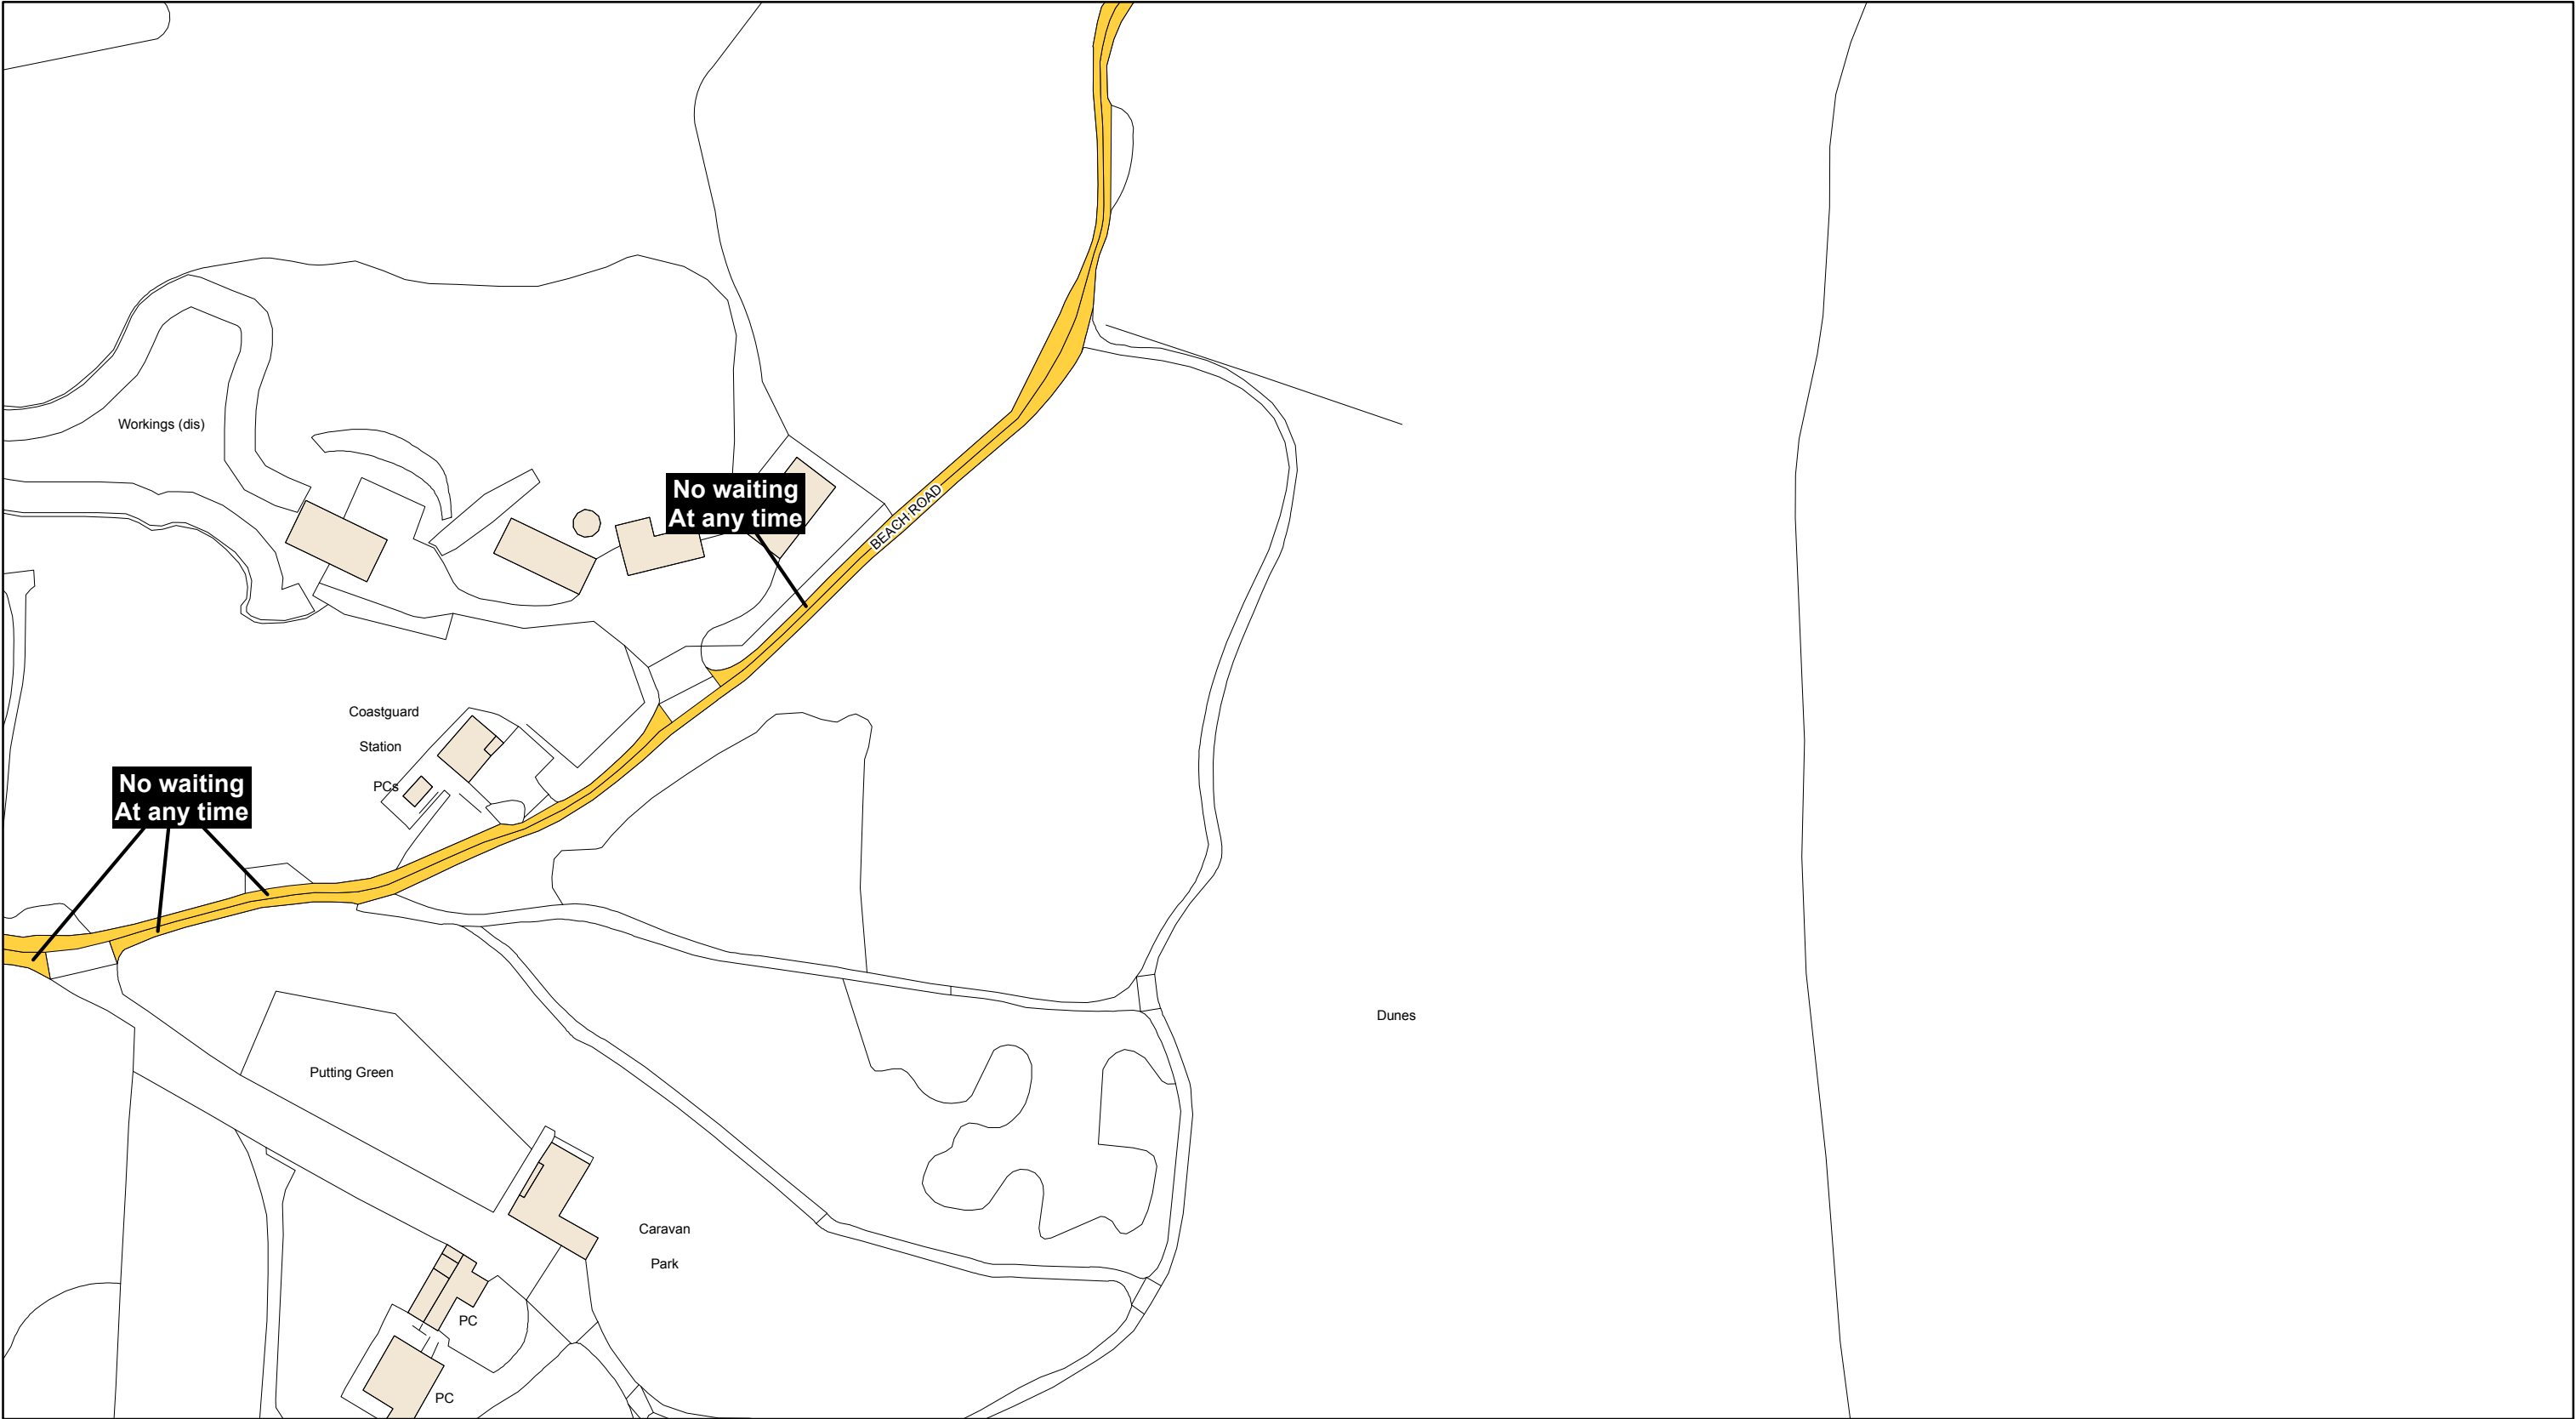 Workings (dis)
No waiting
At any time
BEACH ROAD
Coastguard
Station
PCs
No waiting
At any time
Dunes
Putting Green
Caravan
Park
PC
PC